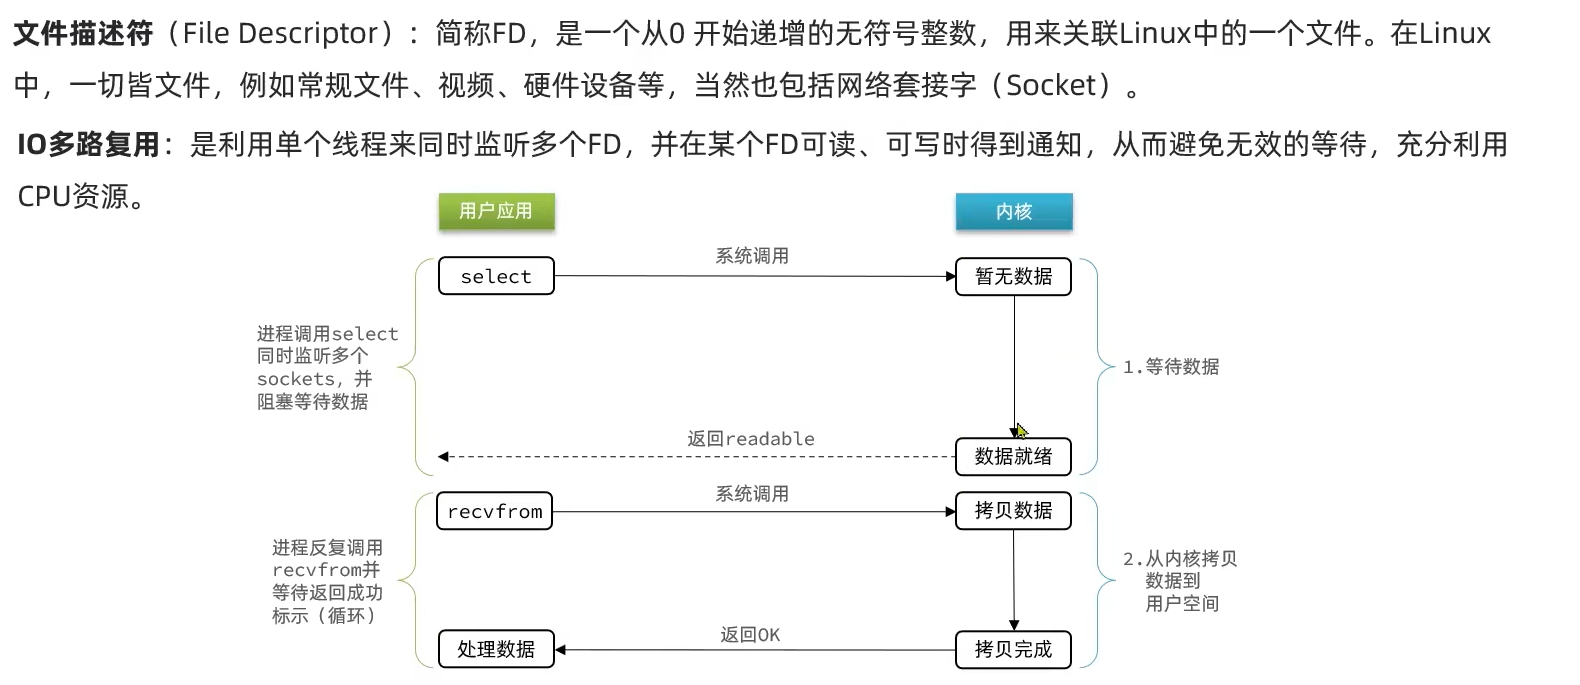 文件描述符（File Descriptor）：简称FD，是一个从0 开始递增的无符号整数，用来关联Linux中的一个文件。在Linux
中，一切皆文件，例如常规文件、视频、硬件设备等，当然也包括网络套接字（Socket）。
IO多路复用：是利用单个线程来同时监听多个FD，并在某个FD可读、可写时得到通知，从而避免无效的等待，充分利用
CPU资源。
用户应用
内核
select
系统调用
暂无数据
进程调用select
同时监听多个
sockets，并
阻塞等待数据
1.等待数据
返回readable
数据就绪
recvfrom
系统调用
拷贝数据
进程反复调用
recvfrom并
等待返回成功
标示（循环）
2.从内核拷贝
数据到
用户空间
处理数据
返回OK
拷贝完成